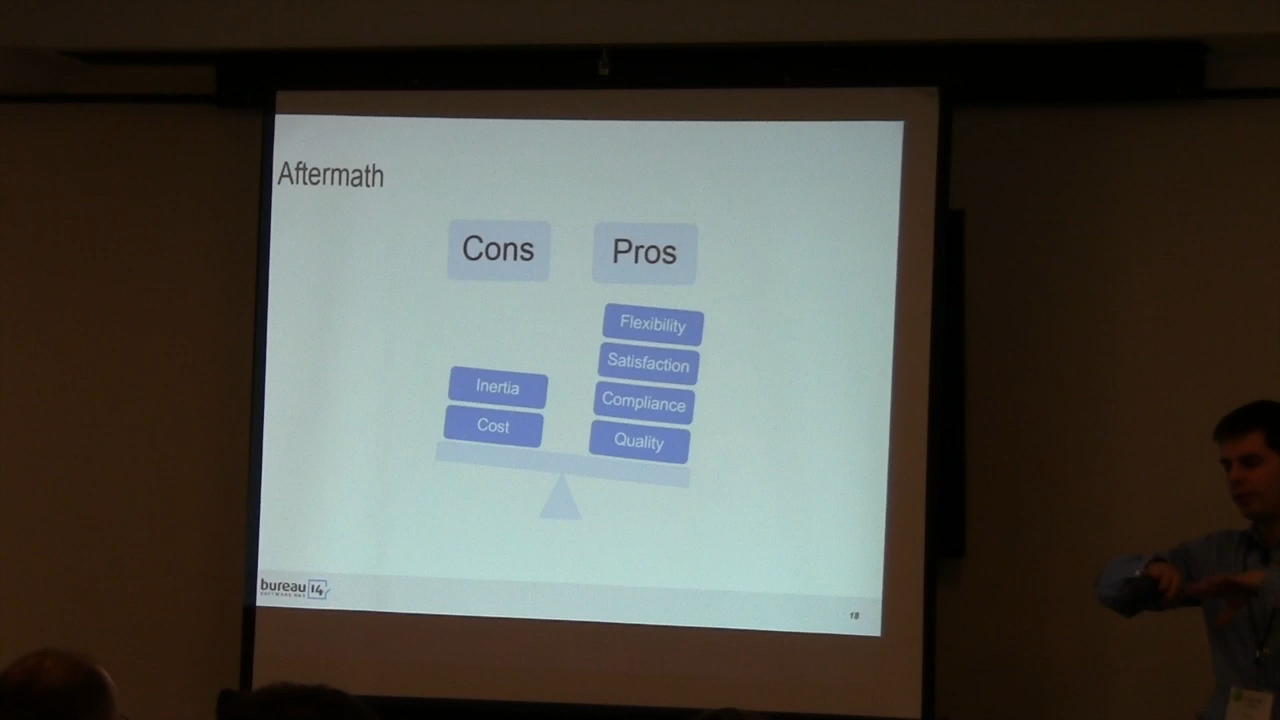 Aftermath
Cons
Pros
Flexibility
Satisfaction
Inertia
Compliance
Cost
Quality
bureau 14
18